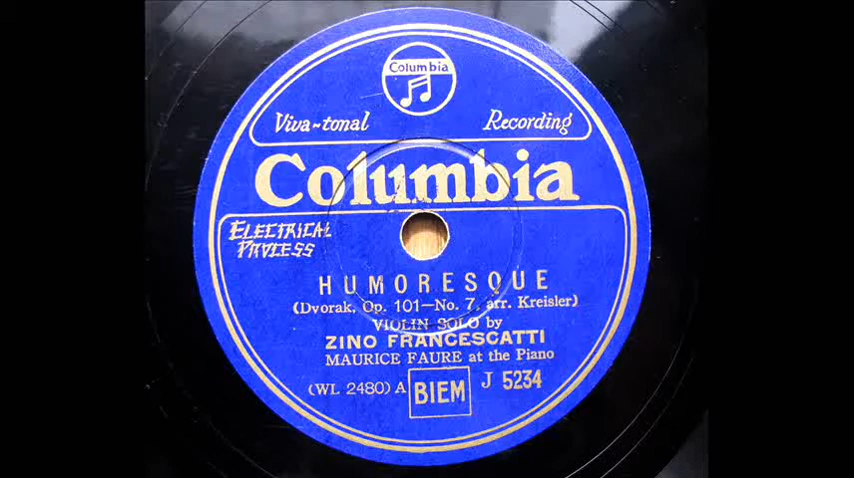 Columbia
Viva-tonal Recording
Columbia
ELECTRICAL
PROCESS
HUMORESQUE
(Dvorak, Op. 101—No. 7, arr. Kreisler)
VIOLIN SOLO by
ZINO FRANCESCATTI
MAURICE FAURE at the Piano
(WL 2480) A BIEM J 5234